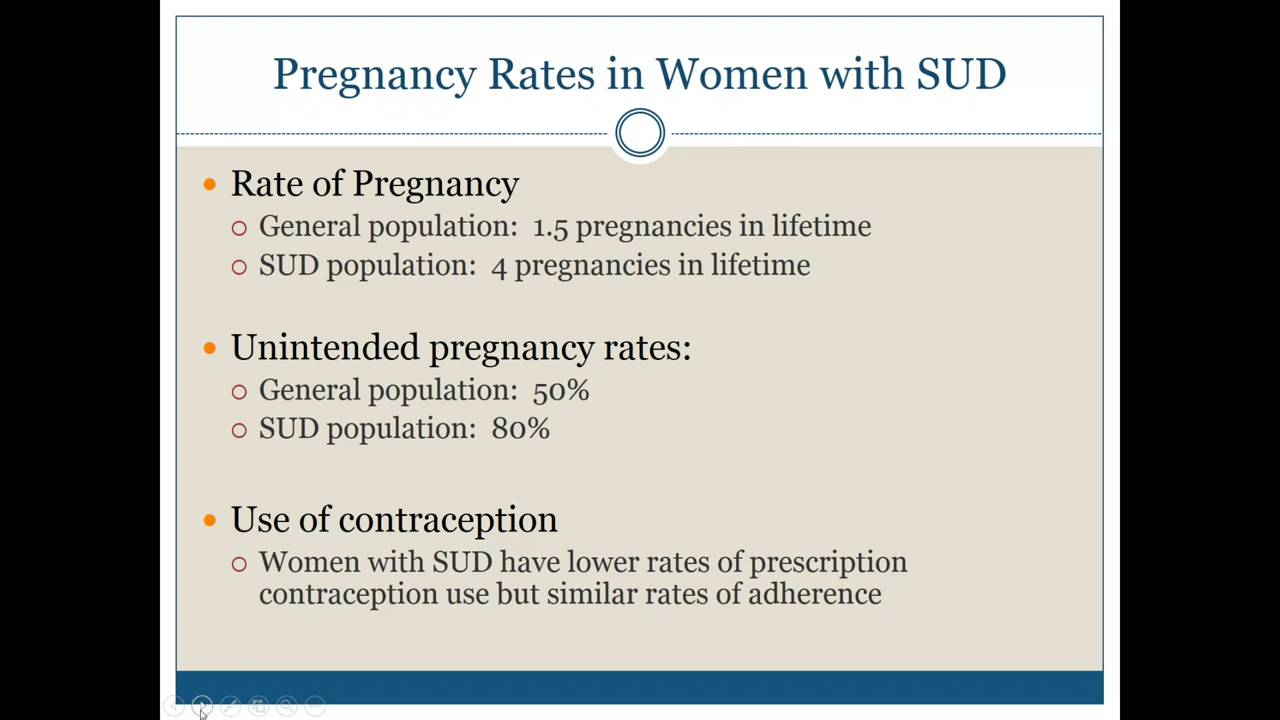 Pregnancy Rates in Women with SUD
Rate of Pregnancy
General population: 1.5 pregnancies in lifetime
SUD population: 4 pregnancies in lifetime
Unintended pregnancy rates:
General population: 50%
SUD population: 80%
Use of contraception
Women with SUD have lower rates of prescription
contraception use but similar rates of adherence